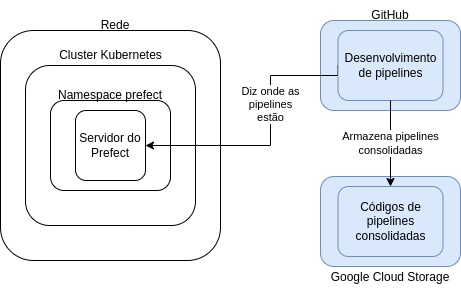 Rede
Cluster Kubernetes
Namespace prefect
Servidor do
Prefect
Diz onde as
pipelines
estão
GitHub
Desenvolvimento
de pipelines
Armazena pipelines
consolidadas
Códigos de
pipelines
consolidadas
Google Cloud Storage